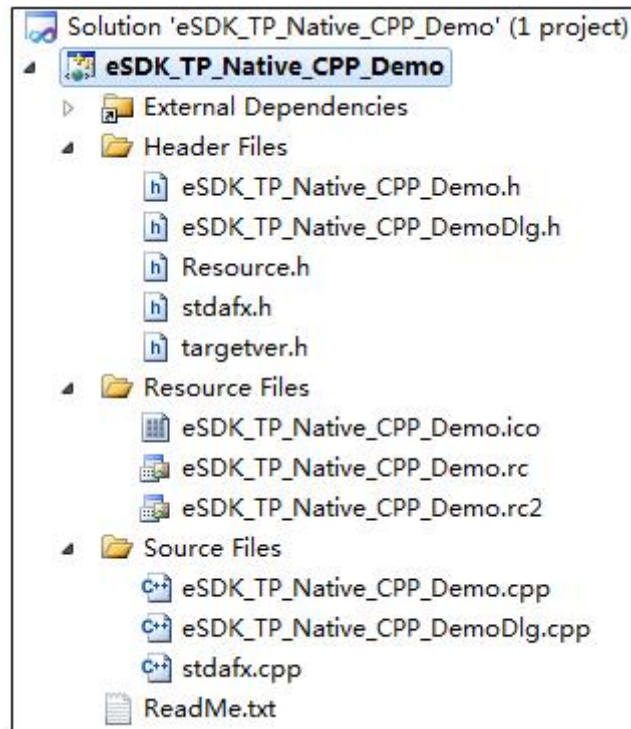 Solution 'eSDK_TP_Native_CPP_Demo' (1 project)
eSDK_TP_Native_CPP_Demo
External Dependencies
Header Files
eSDK_TP_Native_CPP_Demo.h
eSDK_TP_Native_CPP_DemoDlg.h
Resource.h
stdafx.h
targetver.h
Resource Files
eSDK_TP_Native_CPP_Demo.ico
eSDK_TP_Native_CPP_Demo.rc
eSDK_TP_Native_CPP_Demo.rc2
Source Files
eSDK_TP_Native_CPP_Demo.cpp
eSDK_TP_Native_CPP_DemoDlg.cpp
stdafx.cpp
ReadMe.txt